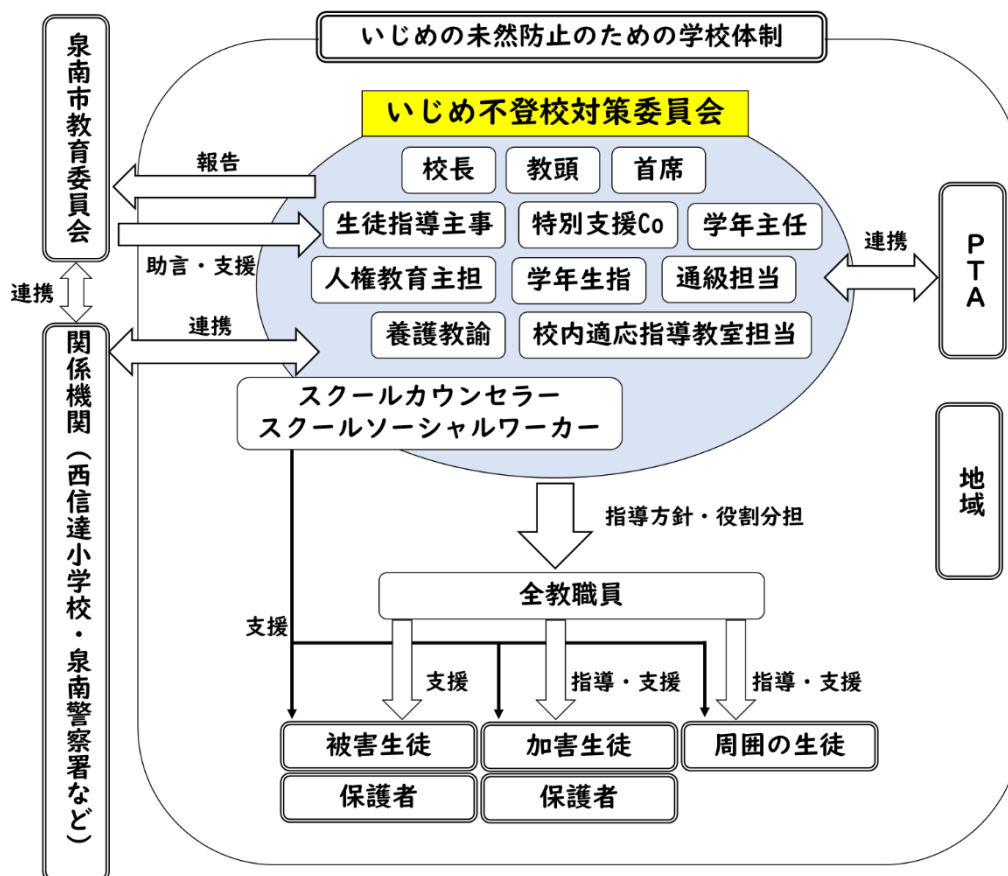 いじめの未然防止のための学校体制
泉南市教育委員会
いじめ不登校対策委員会
校長
教頭
首席
報告
生徒指導主事
特別支援Co
学年主任
助言・支援
人権教育主担
学年生指
通級担当
連携
PTA
連携
養護教諭
校内適応指導教室担当
連携
関係機関（西信達小学校・泉南警察署など）
スクールカウンセラー
スクールソーシャルワーカー
地域
指導方針・役割分担
全教職員
支援
支援
指導・支援
指導・支援
被害生徒
加害生徒
周囲の生徒
保護者
保護者